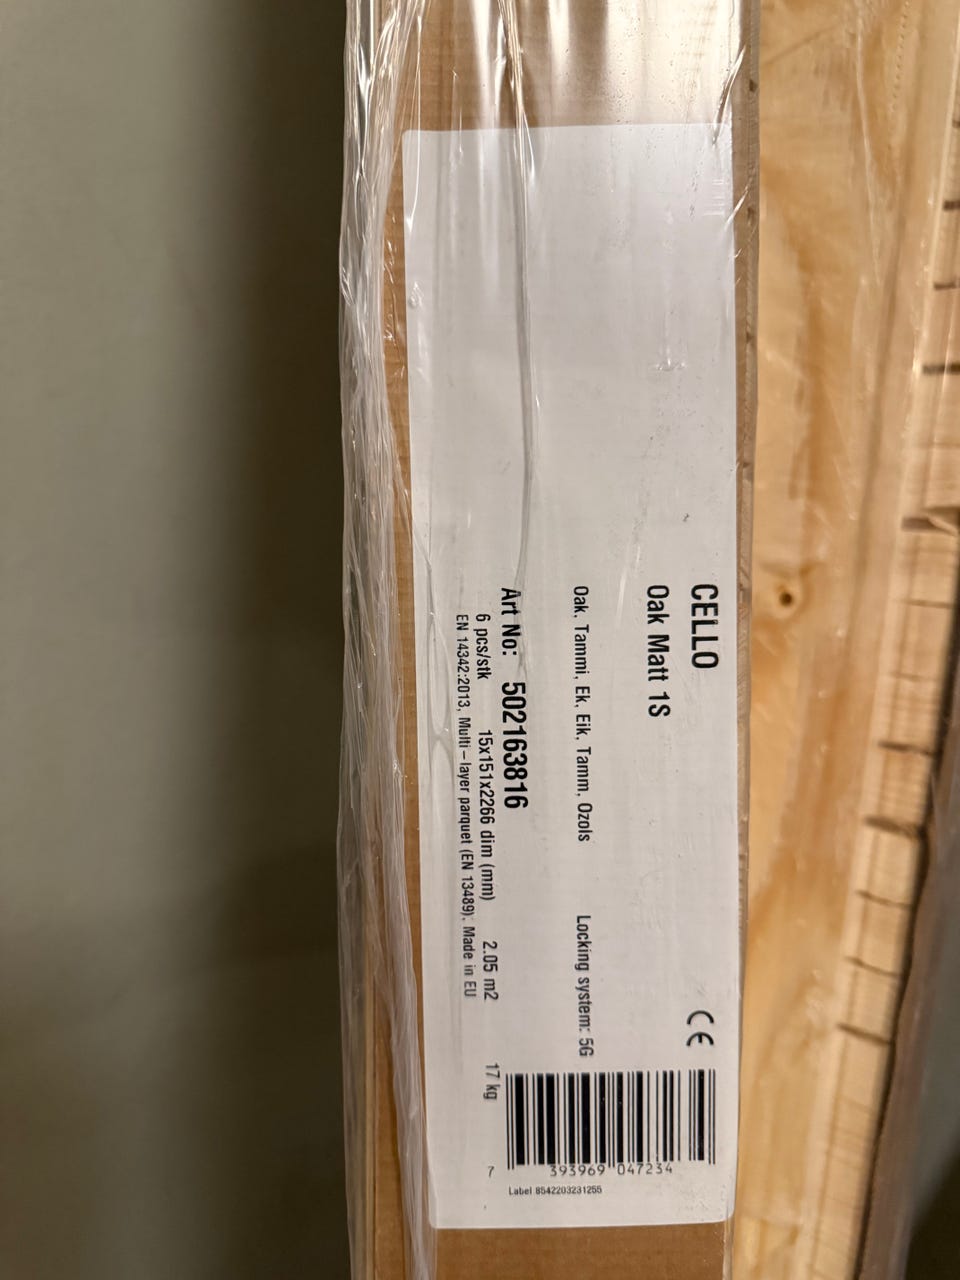 CELLO
CE
Oak Matt 1S
Oak, Tammi, Ek, Eik, Tamm, Ozols
Locking system: 5G
Art No: 502163816
6 pcs/stk 15x151x2266 dim (mm) 2.05 m2 17 kg
EN 14342:2013, Multi-layer parquet (EN 13489); Made in EU
7 393969 047234
Label 8542203231255